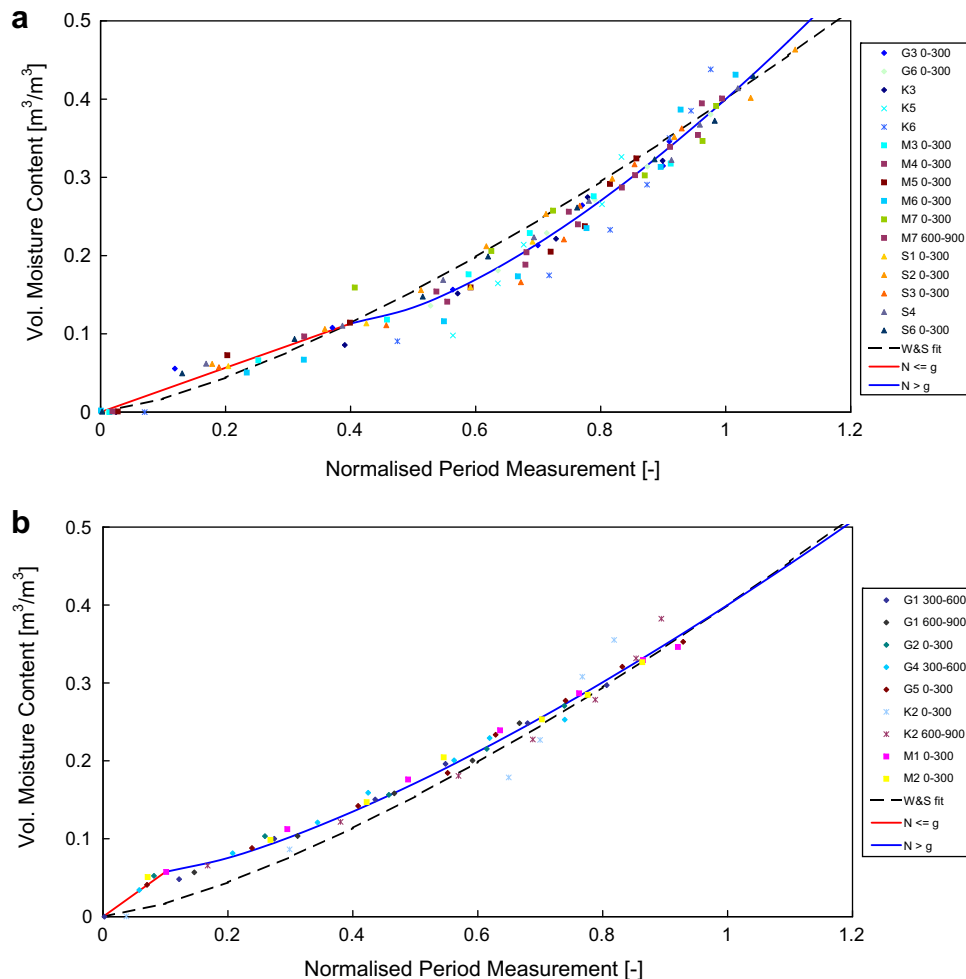 a
0.5
0.4
0.3
0.2
0.1
0
Vol. Moisture Content [m³/m³]
0
0.2
0.4
0.6
0.8
1
1.2
Normalised Period Measurement [-]
G3 0-300
G6 0-300
K3
K5
K6
M3 0-300
M4 0-300
M5 0-300
M6 0-300
M7 0-300
M7 600-900
S1 0-300
S2 0-300
S3 0-300
S4
S6 0-300
W&S fit
N <= g
N > g
b
0.5
0.4
0.3
0.2
0.1
0
Vol. Moisture Content [m³/m³]
0
0.2
0.4
0.6
0.8
1
1.2
Normalised Period Measurement [-]
G1 300-600
G1 600-900
G2 0-300
G4 300-600
G5 0-300
K2 0-300
K2 600-900
M1 0-300
M2 0-300
W&S fit
N <= g
N > g